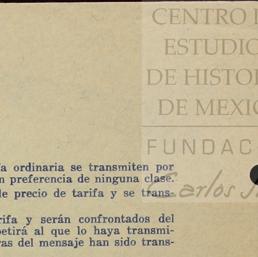 CENTRO
ESTUDIO
DE HISTOR
DE MEXI
FUNDAC
Carlos
a ordinaria se transmiten por
n preferencia de ninguna clase.
de precio de tarifa y se trans-
rifa y serán confrontados del
petirá al que lo haya transmi-
ras del mensaje han sido trans-